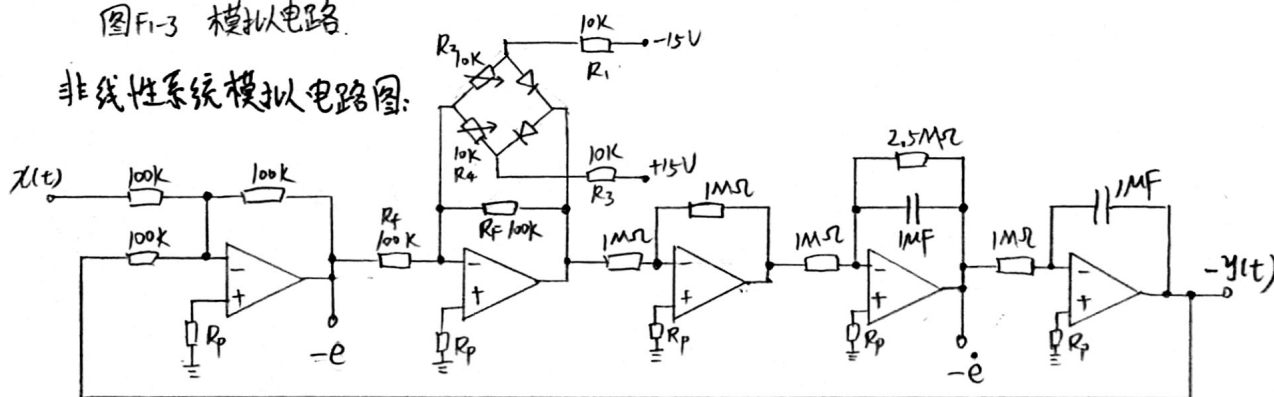 图F1-3 模拟电路.
非线性系统模拟电路图:
10K
-15V
R1
R2
10K
10K
R4
10K
+15V
R3
x(t)
100K
100K
100K
-
+
Rp
-e
Rf
100K
RF 100K
-
+
Rp
1MΩ
1MΩ
-
+
Rp
1MΩ
2.5MΩ
1MF
-
+
Rp
-ė
1MΩ
1MF
-
+
Rp
-y(t)